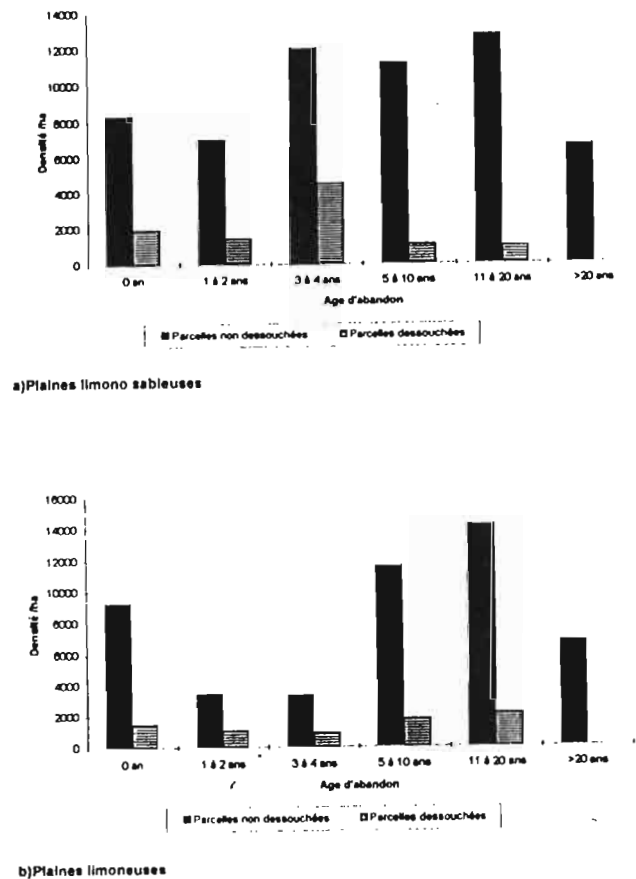 14000
12000
10000
8000
6000
4000
2000
0
Densité /ha
0 an
1 à 2 ans
3 à 4 ans
5 à 10 ans
11 à 20 ans
>20 ans
Age d'abandon
Parcelles non dessouchées
Parcelles dessouchées
a)Plaines limono sableuses
16000
14000
12000
10000
8000
6000
4000
2000
0
Densité /ha
0 an
1 à 2 ans
3 à 4 ans
5 à 10 ans
11 à 20 ans
>20 ans
Age d'abandon
Parcelles non dessouchées
Parcelles dessouchées
b)Plaines limoneuses